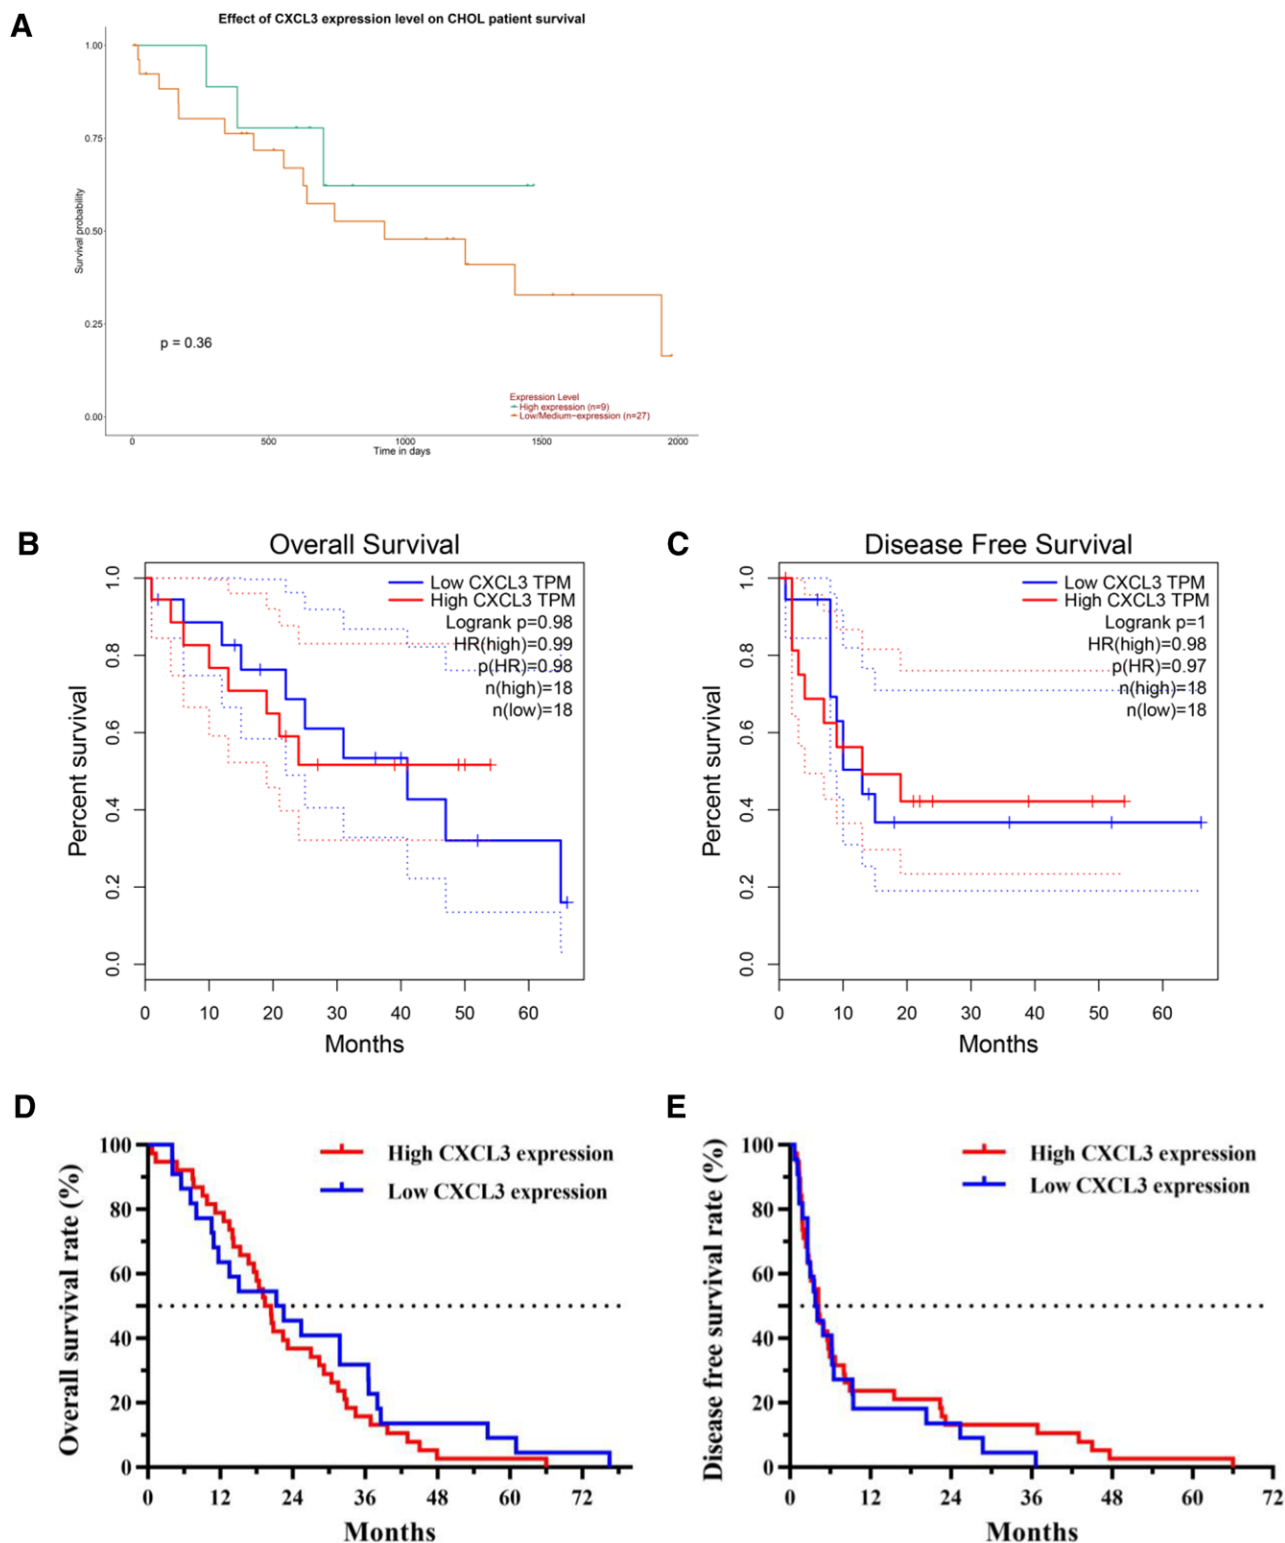 A
Effect of CXCL3 expression level on CHOL patient survival
1.00
0.75
0.50
0.25
0.00
Survival probability
p = 0.36
Expression Level
High expression (n=9)
Low/Medium-expression (n=27)
0 500 1000 1500 2000
Time in days
B
Overall Survival
Low CXCL3 TPM
High CXCL3 TPM
Logrank p=0.98
HR(high)=0.99
p(HR)=0.98
n(high)=18
n(low)=18
1.0
0.8
0.6
0.4
0.2
0.0
Percent survival
0 10 20 30 40 50 60
Months
C
Disease Free Survival
Low CXCL3 TPM
High CXCL3 TPM
Logrank p=1
HR(high)=0.98
p(HR)=0.97
n(high)=18
n(low)=18
1.0
0.8
0.6
0.4
0.2
0.0
Percent survival
0 10 20 30 40 50 60
Months
D
High CXCL3 expression
Low CXCL3 expression
100
80
60
40
20
0
Overall survival rate (%)
0 12 24 36 48 60 72
Months
E
High CXCL3 expression
Low CXCL3 expression
100
80
60
40
20
0
Disease free survival rate (%)
0 12 24 36 48 60 72
Months